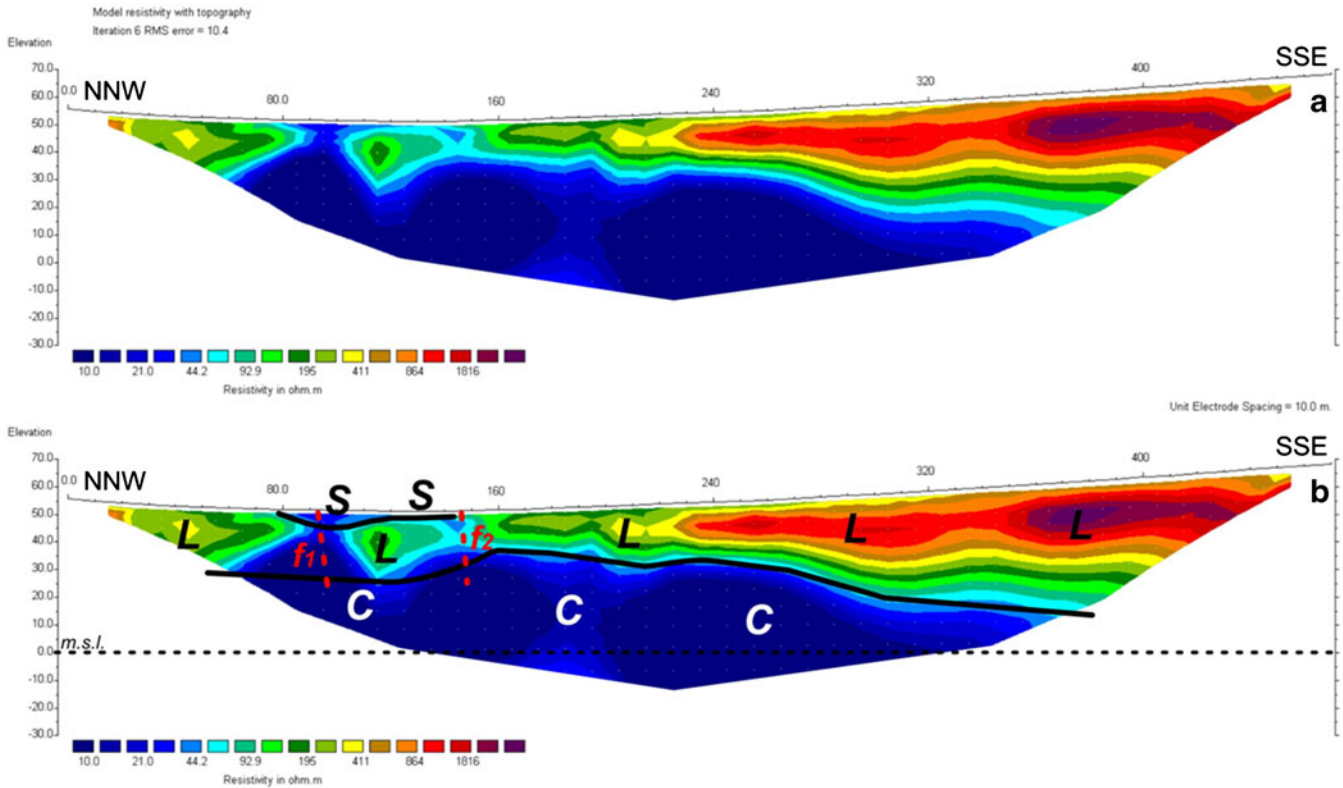 Model resistivity with topography
Iteration 6 RMS error = 10.4
Elevation
SSE
70.0
0.0 NNW 80.0 160 240 320 400
a
60.0
50.0
40.0
30.0
20.0
10.0
0.0
-10.0
-20.0
-30.0
10.0 21.0 44.2 92.9 195 411 864 1816
Resistivity in ohm.m
Unit Electrode Spacing = 10.0 m.
Elevation
SSE
70.0
0.0 NNW 80.0 160 240 320 400
b
60.0
S S
50.0
L f1 L f2 L L L
40.0
30.0
C C C
20.0
10.0
m.s.l.
0.0
-10.0
-20.0
-30.0
10.0 21.0 44.2 92.9 195 411 864 1816
Resistivity in ohm.m